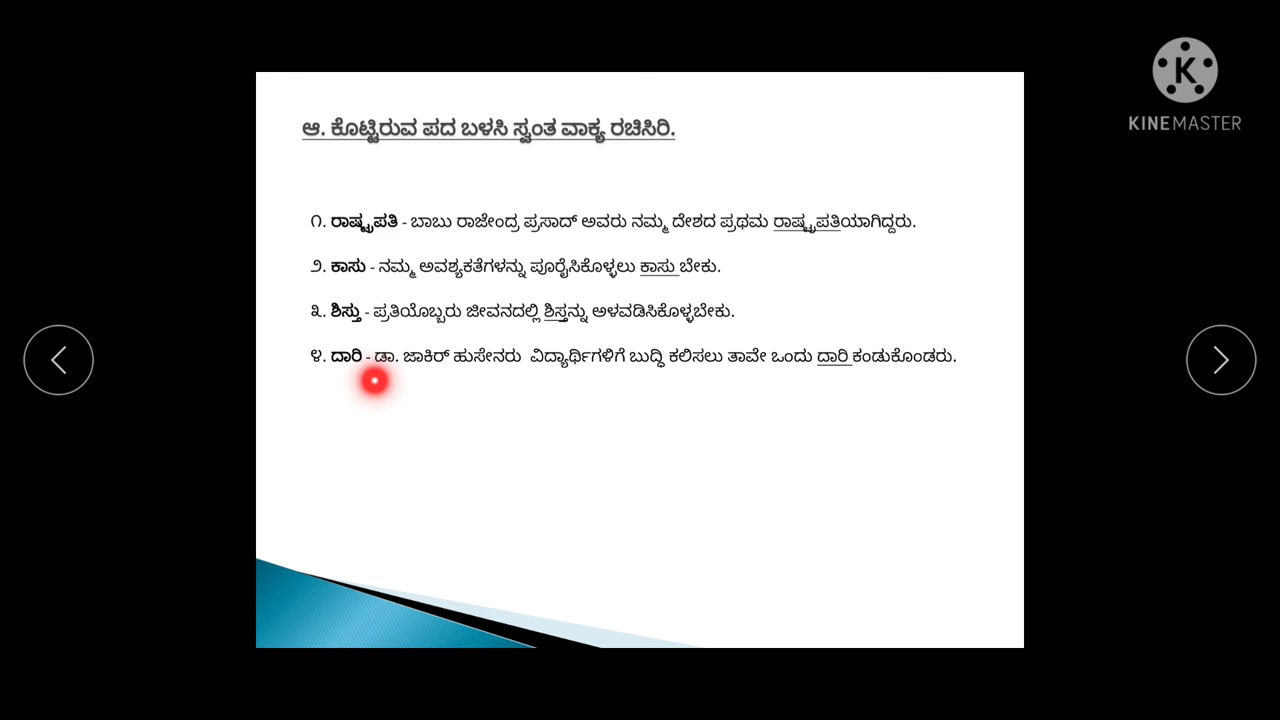 K
KINEMASTER
ಆ. ಕೊಟ್ಟಿರುವ ಪದ ಬಳಸಿ ಸ್ವಂತ ವಾಕ್ಯ ರಚಿಸಿರಿ.
೧. ರಾಷ್ಟ್ರಪತಿ - ಬಾಬು ರಾಜೇಂದ್ರ ಪ್ರಸಾದ್ ಅವರು ನಮ್ಮ ದೇಶದ ಪ್ರಥಮ ರಾಷ್ಟ್ರಪತಿಯಾಗಿದ್ದರು.
೨. ಕಾಸು - ನಮ್ಮ ಅವಶ್ಯಕತೆಗಳನ್ನು ಪೂರೈಸಿಕೊಳ್ಳಲು ಕಾಸು ಬೇಕು.
೩. ಶಿಸ್ತು - ಪ್ರತಿಯೊಬ್ಬರು ಜೀವನದಲ್ಲಿ ಶಿಸ್ತನ್ನು ಅಳವಡಿಸಿಕೊಳ್ಳಬೇಕು.
೪. ದಾರಿ - ಡಾ. ಜಾಕಿರ್ ಹುಸೇನರು ವಿದ್ಯಾರ್ಥಿಗಳಿಗೆ ಬುದ್ಧಿ ಕಲಿಸಲು ತಾವೇ ಒಂದು ದಾರಿ ಕಂಡುಕೊಂಡರು.